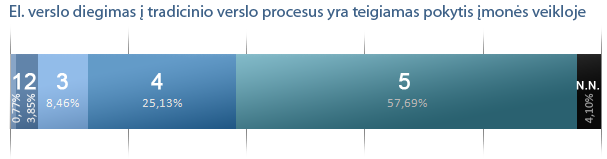 El. verslo diegimas į tradicinio verslo procesus yra teigiamas pokytis įmonės veikloje
1 2 3 4 5 N.N.
0,77% 3,85% 8,46% 25,13% 57,69% 4,10%